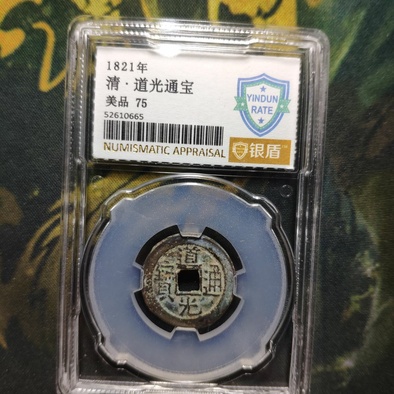 1821年
清·道光通宝
美品 75
52610665
YINDUN
RATE
NUMISMATIC APPRAISAL 银盾
道
寳 通
光